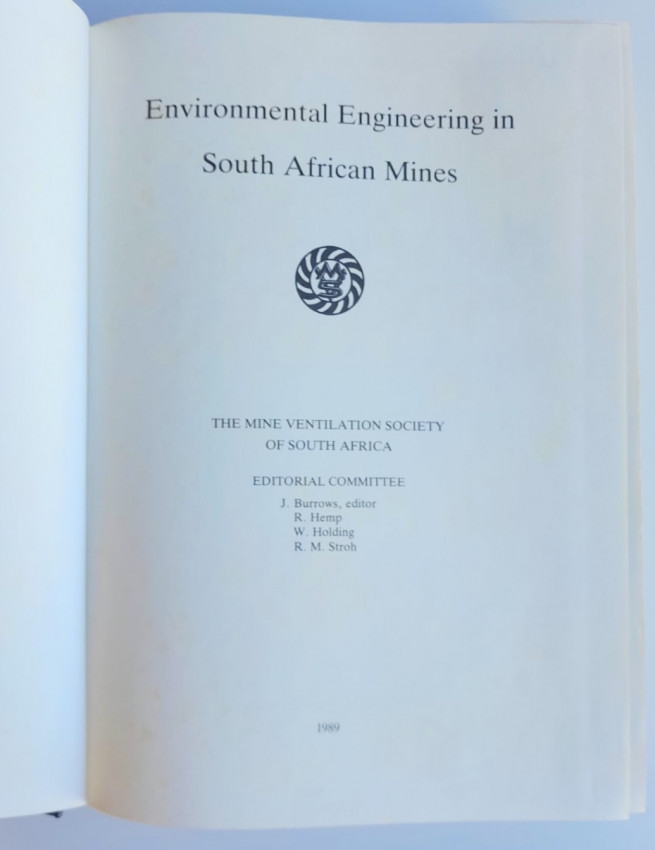 Environmental Engineering in
South African Mines
THE MINE VENTILATION SOCIETY
OF SOUTH AFRICA
EDITORIAL COMMITTEE
J. Burrows, editor
R. Hemp
W. Holding
R. M. Stroh
1989